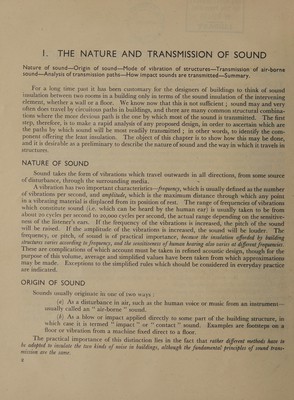 I. THE NATURE AND TRANSMISSION OF SOUND
Nature of sound—Origin of sound—Mode of vibration of structures—Transmission of air-borne
sound—Analysis of transmission paths—How impact sounds are transmitted—Summary.
For a long time past it has been customary for the designers of buildings to think of sound
insulation between two rooms in a building only in terms of the sound insulation of the intervening
element, whether a wall or a floor. We know now that this is not sufficient ; sound may and very
often does travel by circuitous paths in buildings, and there are many common structural combina-
tions where the more devious path is the one by which most of the sound is transmitted. The first
step, therefore, is to make a rapid analysis of any proposed design, in order to ascertain which are
the paths by which sound will be most readily transmitted ; in other words, to identify the com-
ponent offering the least insulation. The object of this chapter is to show how this may be done,
and it is desirable as a preliminary to describe the nature of sound and the way in which it travels in
structures.
NATURE OF SOUND
Sound takes the form of vibrations which travel outwards in all directions, from some source
of disturbance, through the surrounding media.
A vibration has two important characteristics—frequency, which is usually defined as the number
of vibrations per second, and amplitude, which is the maximum distance through which any point
in a vibrating material is displaced from its position of rest. The range of frequencies of vibrations
which constitute sound (i.e. which can be heard by the human ear) is usually taken to be from
about 20 cycles per second to 20,000 cycles per second, the actual range depending on the sensitive-
ness of the listener's ears. If the frequency of the vibrations is increased, the pitch of the sound
will be raised. If the amplitude of the vibrations is increased, the sound will be louder The
frequency, or pitch, of sound is of practical importance, because the insulation afforded by building
structures varies according to frequency, and the sensitiveness of human hearing also varies at different frequencies.
These are complications of which account must be taken in refined acoustic design, though for the
purpose of this volume, average and simplified values have been taken from which approximations
may be made. Exceptions to the simplified rules which should be considered in everyday practice
are indicated.
ORIGIN OF SOUND
Sounds usually originate in one of two ways :
(a) As a disturbance in air, such as the human voice or music from an instrument—
usually called an " air-borne " sound.
(b) As a blow or impact applied directly to some part of the building structure, in
which case it is termed " impact " or " contact " sound. Examples are footsteps on a
floor or vibration from a machine fixed direct to a floor.
The practical importance of this distinction lies in the fact that rather different methods have to
be adopted to insulate the two kinds of noise in buildings, although the fundamental principles of sound trans-
mission are the same.